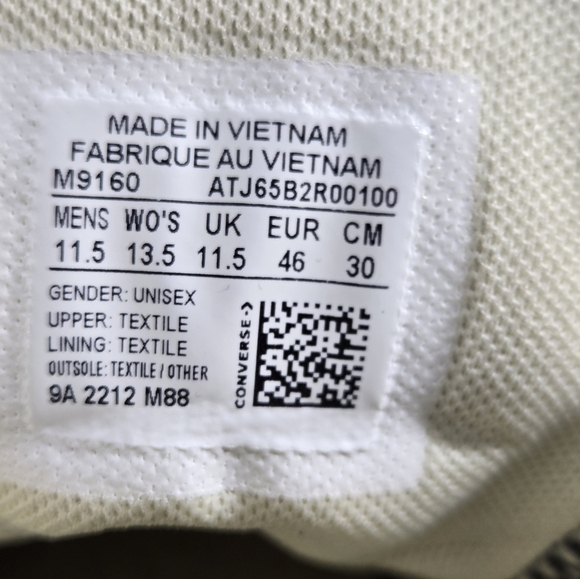 MADE IN VIETNAM
FABRIQUE AU VIETNAM
M9160 ATJ65B2R00100
MENS WO'S UK EUR CM
11.5 13.5 11.5 46 30
GENDER: UNISEX
UPPER: TEXTILE
LINING: TEXTILE
OUTSOLE: TEXTILE / OTHER
9A 2212 M88
CONVERSE->